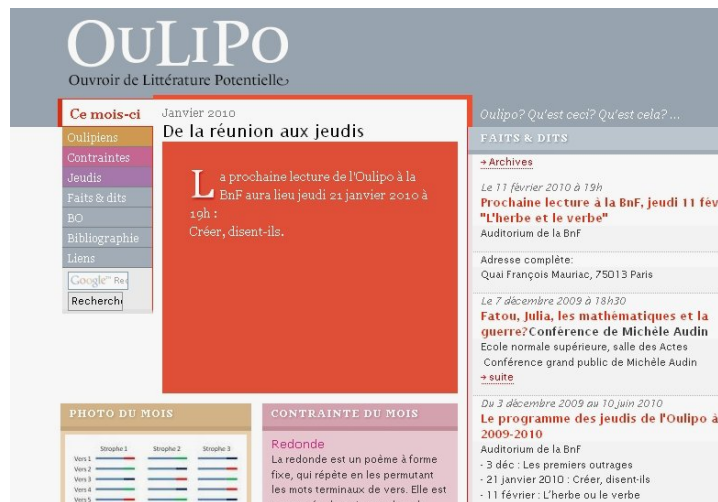 OULIPO
Ouvroir de Littérature Potentielle
Ce mois-ci
Oulipiens
Contraintes
Jeudis
Faits & dits
BO
Bibliographie
Liens
Google™
Recherch
Janvier 2010
De la réunion aux jeudis
La prochaine lecture de l'Oulipo à la
BnF aura lieu jeudi 21 janvier 2010 à
19h :
Créer, disent-ils.
PHOTO DU MOIS
Strophe 1 Strophe 2 Strophe 3
Vers 1
Vers 2
Vers 3
Vers 4
Vers 5
CONTRAINTE DU MOIS
Redonde
La redonde est un poème à forme
fixe, qui répète en les permutant
les mots terminaux de vers. Elle est
Oulipo? Qu'est ceci? Qu'est cela? ...
FAITS & DITS
→ Archives
Le 11 février 2010 à 19h
Prochaine lecture à la BnF, jeudi 11 fév
"L'herbe et le verbe"
Auditorium de la BnF
Adresse complète:
Quai François Mauriac, 75013 Paris
Le 7 décembre 2009 à 18h30
Fatou, Julia, les mathématiques et la
guerre?Conférence de Michèle Audin
Ecole normale supérieure, salle des Actes
Conférence grand public de Michèle Audin
→ suite
Du 3 décembre 2009 au 10 juin 2010
Le programme des jeudis de l'Oulipo à
2009-2010
Auditorium de la BnF
- 3 déc : Les premiers outrages
- 21 janvier 2010 : Créer, disent-ils
- 11 février : L'herbe ou le verbe